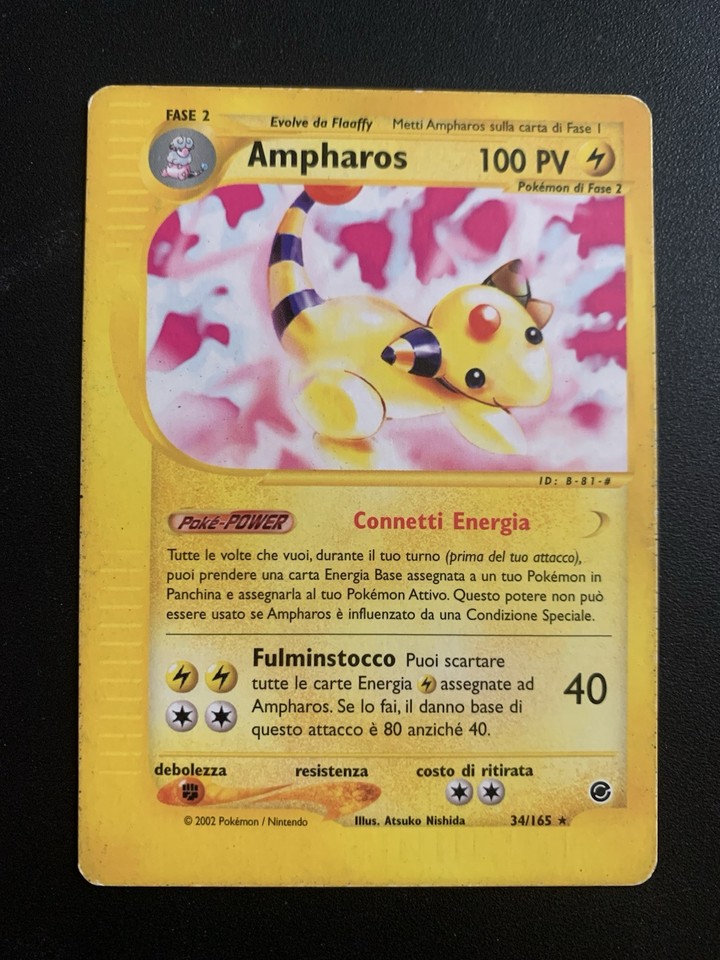 FASE 2
Evolve da Flaaffy Metti Ampharos sulla carta di Fase 1
Ampharos 100 PV
Pokémon di Fase 2
ID: B-81-#
Poké-POWER Connetti Energia
Tutte le volte che vuoi, durante il tuo turno (prima del tuo attacco),
puoi prendere una carta Energia Base assegnata a un tuo Pokémon in
Panchina e assegnarla al tuo Pokémon Attivo. Questo potere non può
essere usato se Ampharos è influenzato da una Condizione Speciale.
Fulminstocco Puoi scartare
tutte le carte Energia assegnate ad
Ampharos. Se lo fai, il danno base di
questo attacco è 80 anziché 40.
40
debolezza resistenza costo di ritirata
© 2002 Pokémon / Nintendo Illus. Atsuko Nishida 34/165 ★